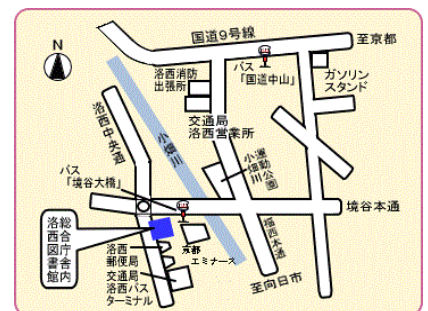 N
国道9号線
至京都
バス
「国道中山」
ガソリン
スタンド
洛西消防
出張所
交通局
洛西営業所
洛西中央通
小畑川
小畑川
運動公園
バス
「境谷大橋」
境谷本通
福西本通
総合庁舎内
洛西図書館
洛西
郵便局
京都
エミナース
交通局
洛西バス
ターミナル
至向日市